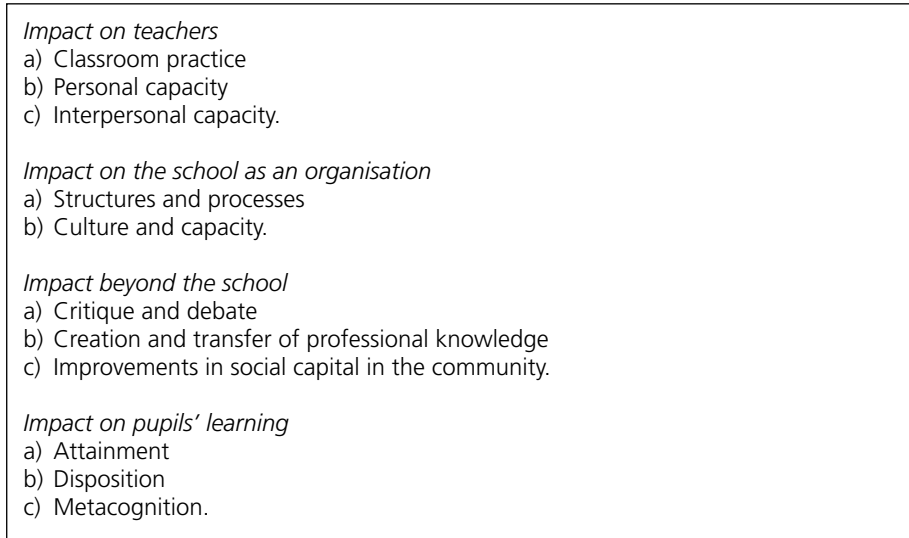 Impact on teachers
a) Classroom practice
b) Personal capacity
c) Interpersonal capacity.
Impact on the school as an organisation
a) Structures and processes
b) Culture and capacity.
Impact beyond the school
a) Critique and debate
b) Creation and transfer of professional knowledge
c) Improvements in social capital in the community.
Impact on pupils’ learning
a) Attainment
b) Disposition
c) Metacognition.